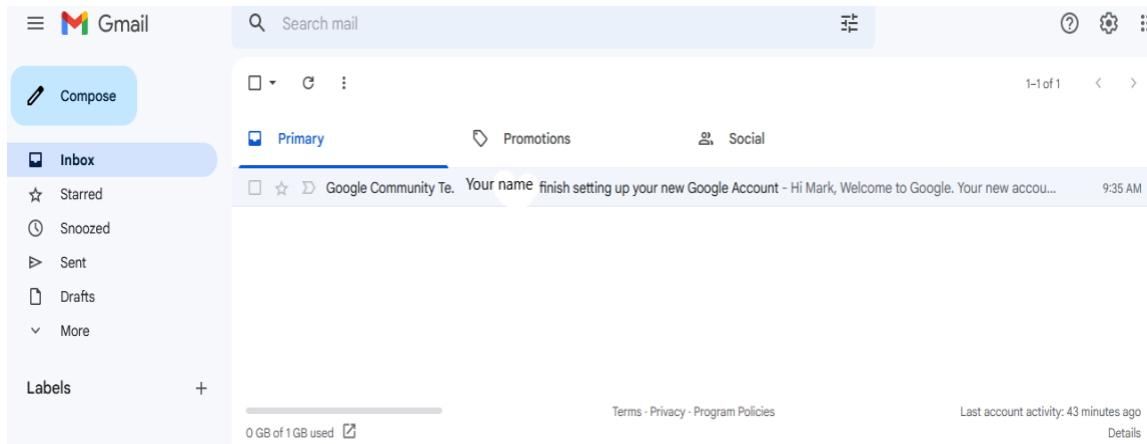 Gmail
Search mail
Compose
1–1 of 1
Primary
Promotions
Social
Inbox
Google Community Te. Your name finish setting up your new Google Account - Hi Mark, Welcome to Google. Your new accou... 9:35 AM
Starred
Snoozed
Sent
Drafts
More
Labels
Terms · Privacy · Program Policies
Last account activity: 43 minutes ago
0 GB of 1 GB used
Details